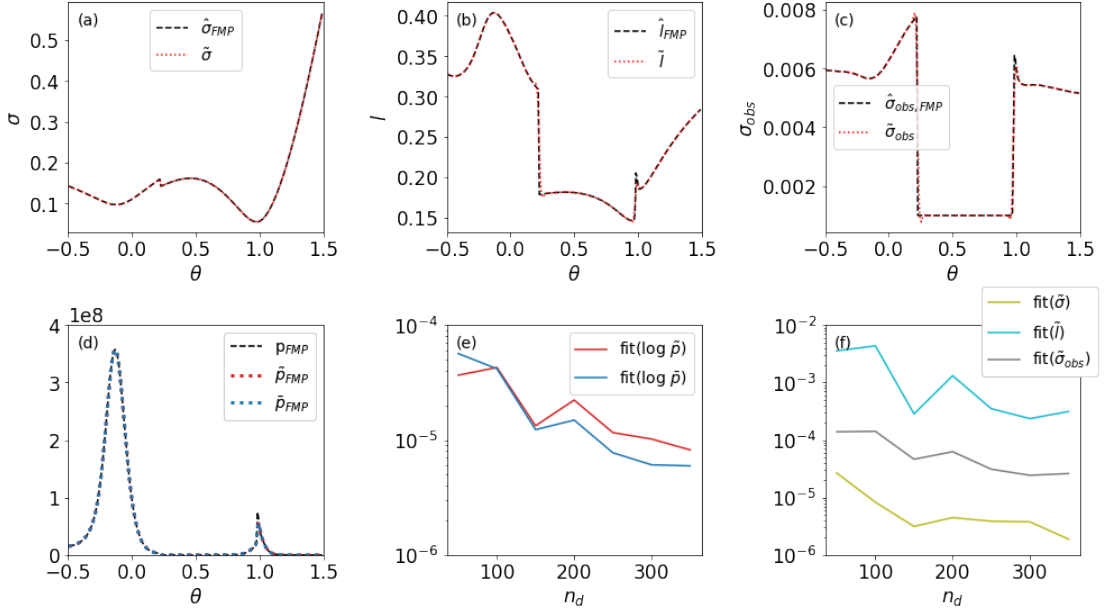 (a)
σ̂_FMP
σ̃
0.5
0.4
0.3
0.2
0.1
σ
−0.5 0.0 0.5 1.0 1.5
θ
(b)
l̂_FMP
l̃
0.40
0.35
0.30
0.25
0.20
0.15
l
−0.5 0.0 0.5 1.0 1.5
θ
(c)
σ̂_obs,FMP
σ̃_obs
0.008
0.006
0.004
0.002
σ_obs
−0.5 0.0 0.5 1.0 1.5
θ
1e8
(d)
p_FMP
p̃_FMP
p̄_FMP
4
3
2
1
0
−0.5 0.0 0.5 1.0 1.5
θ
(e)
fit(log p̃)
fit(log p̄)
10⁻⁴
10⁻⁵
10⁻⁶
100 200 300
n_d
fit(σ̃)
fit(l̃)
fit(σ̃_obs)
(f)
10⁻²
10⁻³
10⁻⁴
10⁻⁵
10⁻⁶
100 200 300
n_d